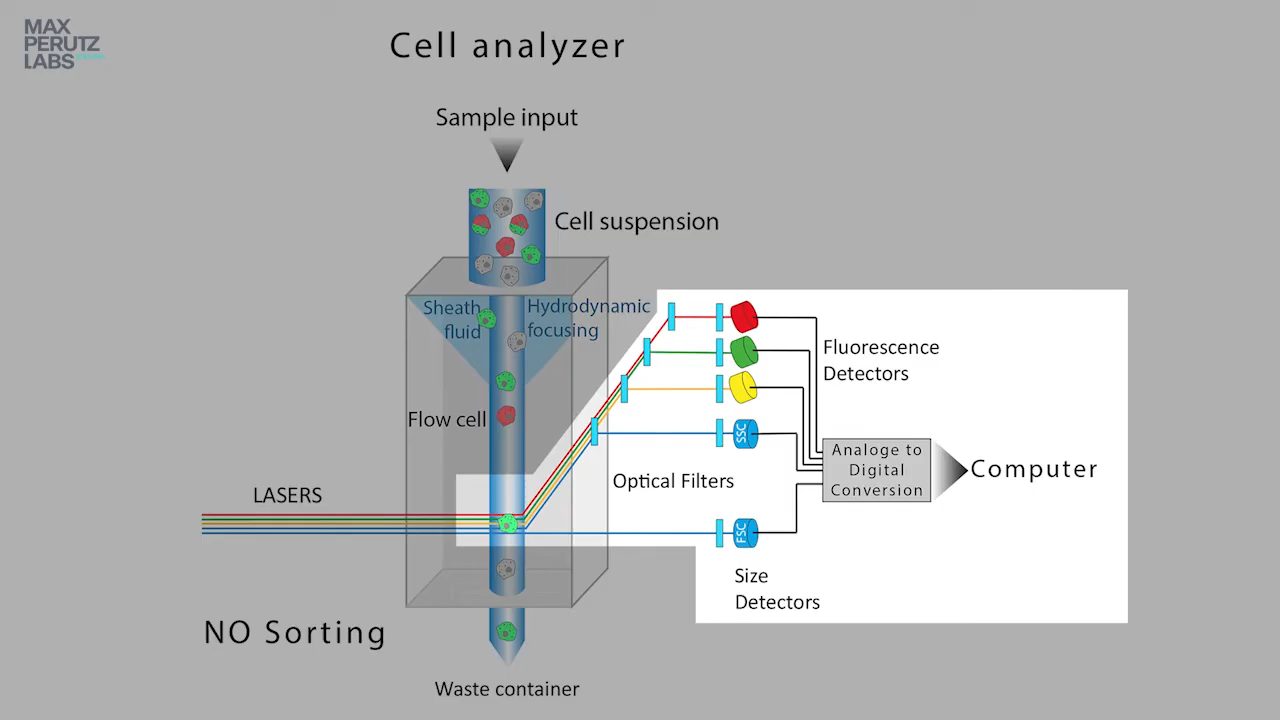 MAX
PERUTZ
LABS
Cell analyzer
Sample input
Cell suspension
Sheath
fluid
Hydrodynamic
focusing
Flow cell
LASERS
Fluorescence
Detectors
SSC
Optical Filters
Analoge to
Digital
Conversion
Computer
FSC
Size
Detectors
NO Sorting
Waste container